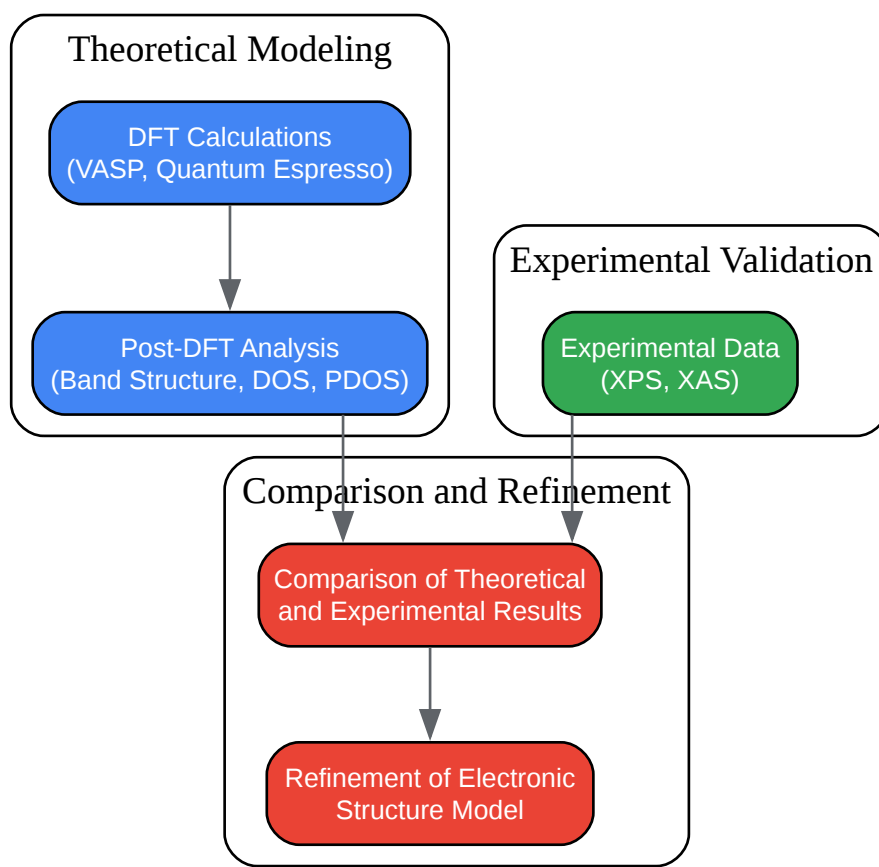 Theoretical Modeling
DFT Calculations
(VASP, Quantum Espresso)
Post-DFT Analysis
(Band Structure, DOS, PDOS)
Experimental Validation
Experimental Data
(XPS, XAS)
Comparison and Refinement
Comparison of Theoretical
and Experimental Results
Refinement of Electronic
Structure Model